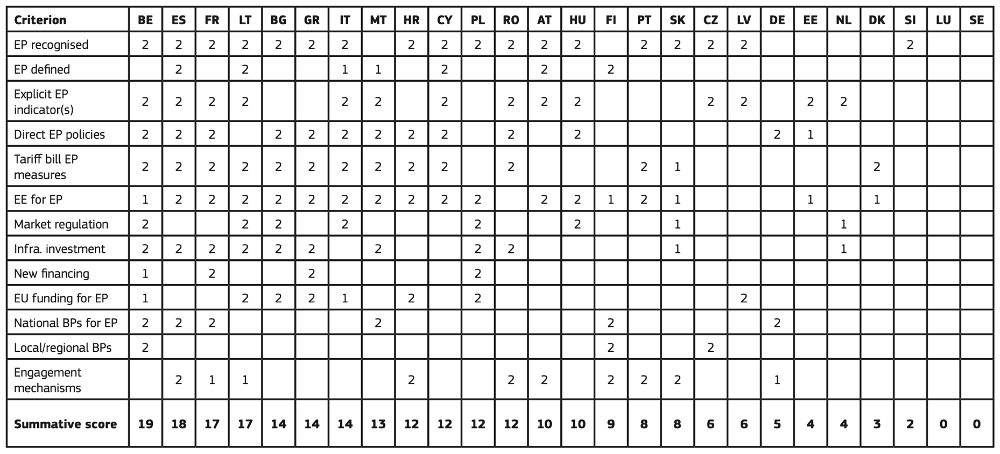 Criterion BE ES FR LT BG GR IT MT HR CY PL RO AT HU FI PT SK CZ LV DE EE NL DK SI LU SE
EP recognised 2 2 2 2 2 2 2 2 2 2 2 2 2 2 2 2 2 2
EP defined 2 2 1 1 2 2 2
Explicit EP
indicator(s) 2 2 2 2 2 2 2 2 2 2 2 2 2 2
Direct EP policies 2 2 2 2 2 2 2 2 2 2 2 2 1
Tariff bill EP
measures 2 2 2 2 2 2 2 2 2 2 2 2 1 2
EE for EP 1 2 2 2 2 2 2 2 2 2 2 2 2 1 2 1 1 1
Market regulation 2 2 2 2 2 2 1 1
Infra. investment 2 2 2 2 2 2 2 2 2 1 1
New financing 1 2 2 2
EU funding for EP 1 2 2 2 1 2 2 2
National BPs for EP 2 2 2 2 2 2
Local/regional BPs 2 2 2
Engagement
mechanisms 2 1 1 2 2 2 2 2 2 1
Summative score 19 18 17 17 14 14 14 13 12 12 12 12 10 10 9 8 8 6 6 5 4 4 3 2 0 0